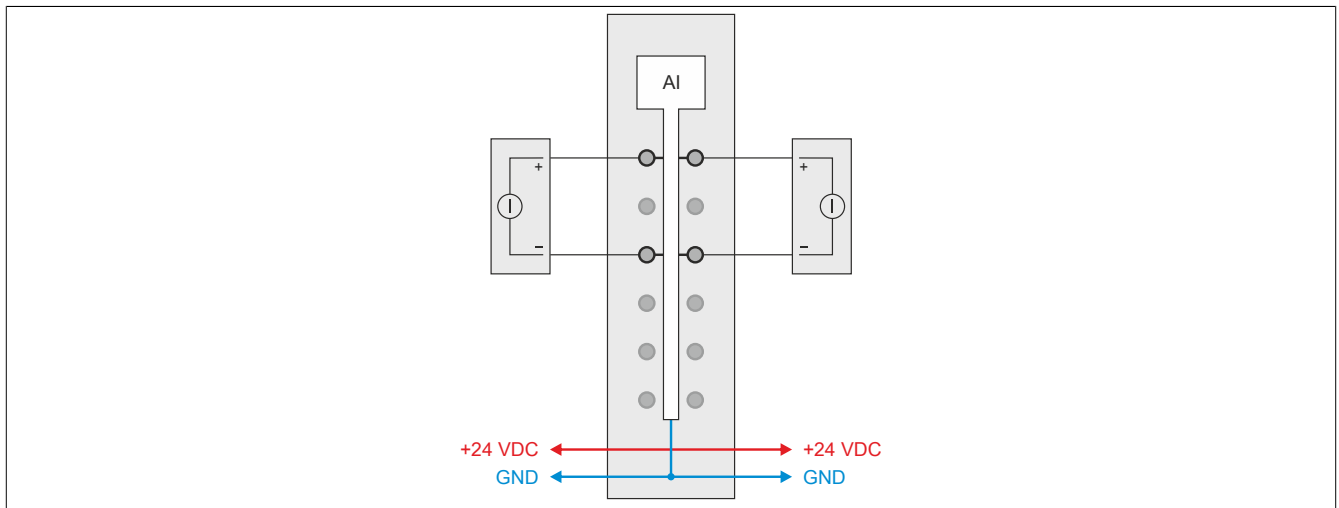 AI
+ +
I I
− −
+24 VDC +24 VDC
GND GND